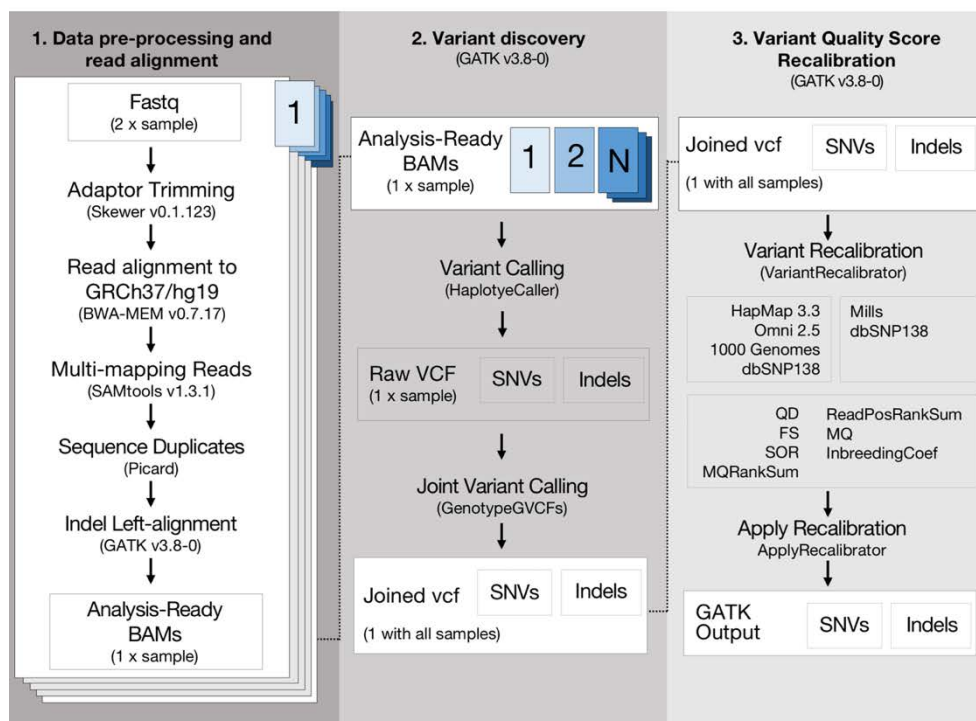 1. Data pre-processing and
read alignment
1
Fastq
(2 x sample)
Adaptor Trimming
(Skewer v0.1.123)
Read alignment to
GRCh37/hg19
(BWA-MEM v0.7.17)
Multi-mapping Reads
(SAMtools v1.3.1)
Sequence Duplicates
(Picard)
Indel Left-alignment
(GATK v3.8-0)
Analysis-Ready
BAMs
(1 x sample)
2. Variant discovery
(GATK v3.8-0)
Analysis-Ready
BAMs
(1 x sample)
1 2 N
Variant Calling
(HaplotyeCaller)
Raw VCF
(1 x sample)
SNVs Indels
Joint Variant Calling
(GenotypeGVCFs)
Joined vcf SNVs Indels
(1 with all samples)
3. Variant Quality Score
Recalibration
(GATK v3.8-0)
Joined vcf SNVs Indels
(1 with all samples)
Variant Recalibration
(VariantRecalibrator)
HapMap 3.3
Omni 2.5
1000 Genomes
dbSNP138
Mills
dbSNP138
QD
FS
SOR
MQRankSum
ReadPosRankSum
MQ
InbreedingCoef
Apply Recalibration
ApplyRecalibrator
GATK
Output
SNVs Indels